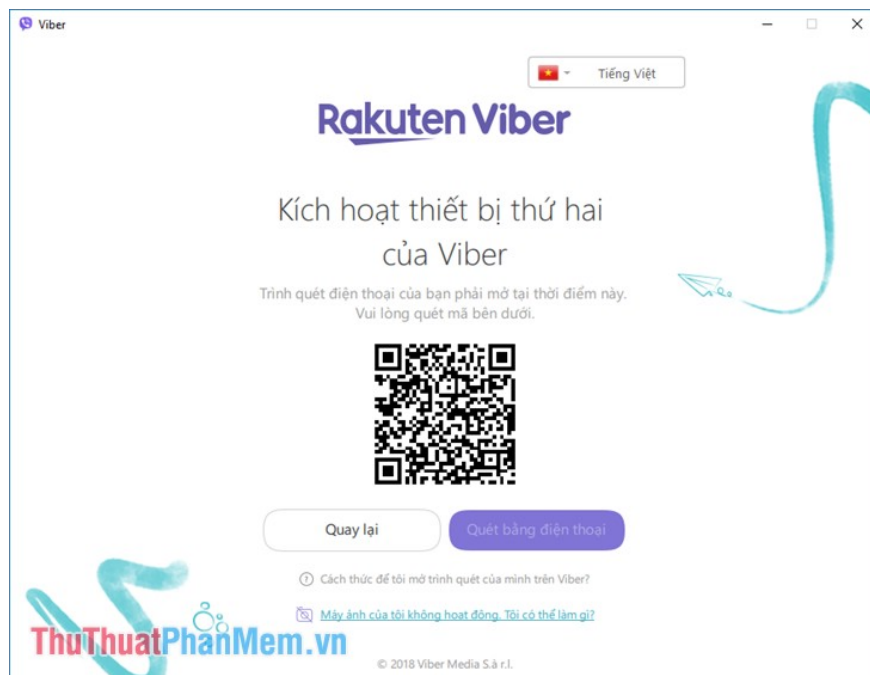 Viber
Tiếng Việt
Rakuten Viber
Kích hoạt thiết bị thứ hai
của Viber
Trình quét điện thoại của bạn phải mở tại thời điểm này.
Vui lòng quét mã bên dưới.
Quay lại
Quét bằng điện thoại
Cách thức để tôi mở trình quét của mình trên Viber?
Máy ảnh của tôi không hoạt động. Tôi có thể làm gì?
ThuThuatPhanMem.vn
© 2018 Viber Media S.à r.l.